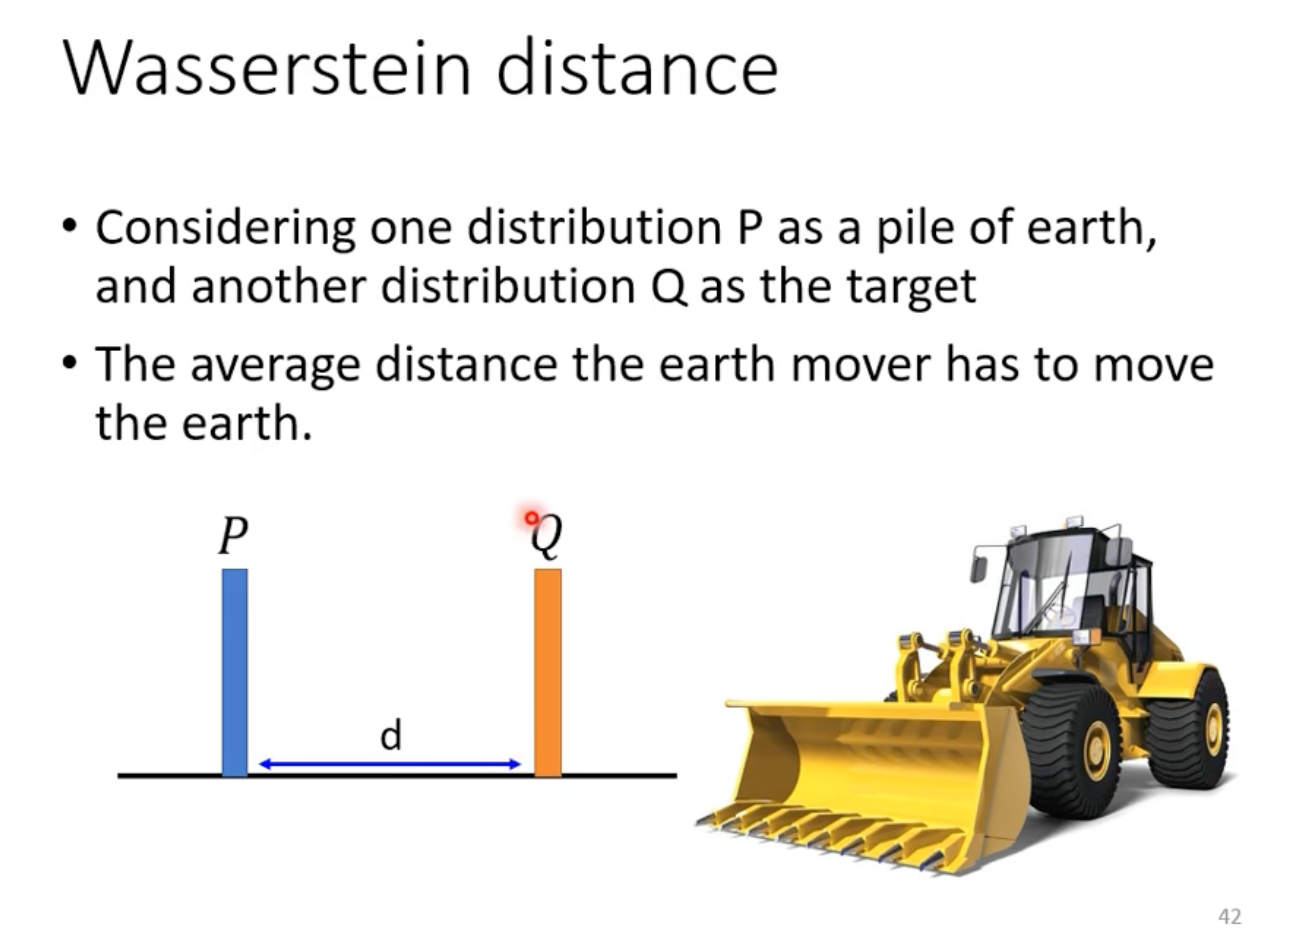 Wasserstein distance
• Considering one distribution P as a pile of earth,
and another distribution Q as the target
• The average distance the earth mover has to move
the earth.
P
Q
d
42